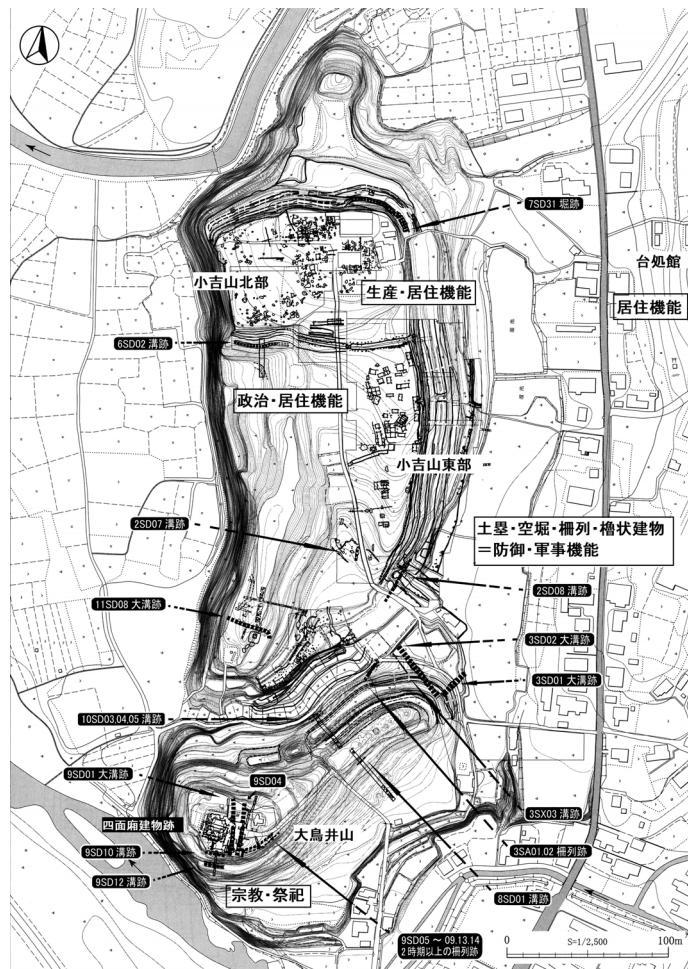 7SD31 堀跡
台処館
居住機能
小吉山北部
生産・居住機能
6SD02 溝跡
政治・居住機能
小吉山東部
2SD07 溝跡
土塁・空堀・柵列・櫓状建物
＝防御・軍事機能
2SD08 溝跡
11SD08 大溝跡
3SD02 大溝跡
3SD01 大溝跡
10SD03,04,05 溝跡
9SD01 大溝跡
9SD04
四面廂建物跡
大鳥井山
3SX03 溝跡
9SD10 溝跡
3SA01.02 柵列跡
9SD12 溝跡
宗教・祭祀
8SD01 溝跡
9SD05 ～ 09.13.14
2 時期以上の柵列跡
0 S=1/2,500 100m